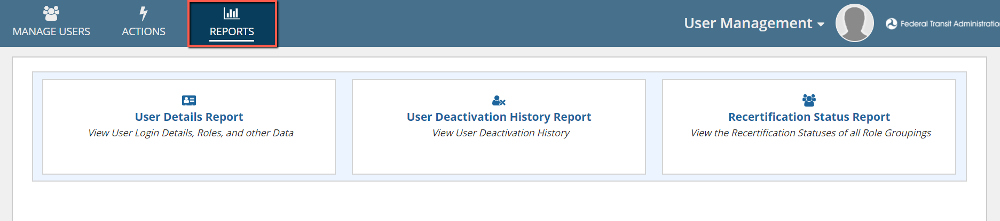 MANAGE USERS
ACTIONS
REPORTS
User Management
Federal Transit Administration
User Details Report
View User Login Details, Roles, and other Data
User Deactivation History Report
View User Deactivation History
Recertification Status Report
View the Recertification Statuses of all Role Groupings